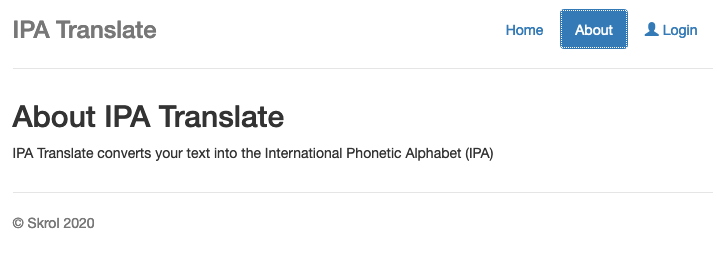 IPA Translate
Home About Login
About IPA Translate
IPA Translate converts your text into the International Phonetic Alphabet (IPA)
© Skrol 2020